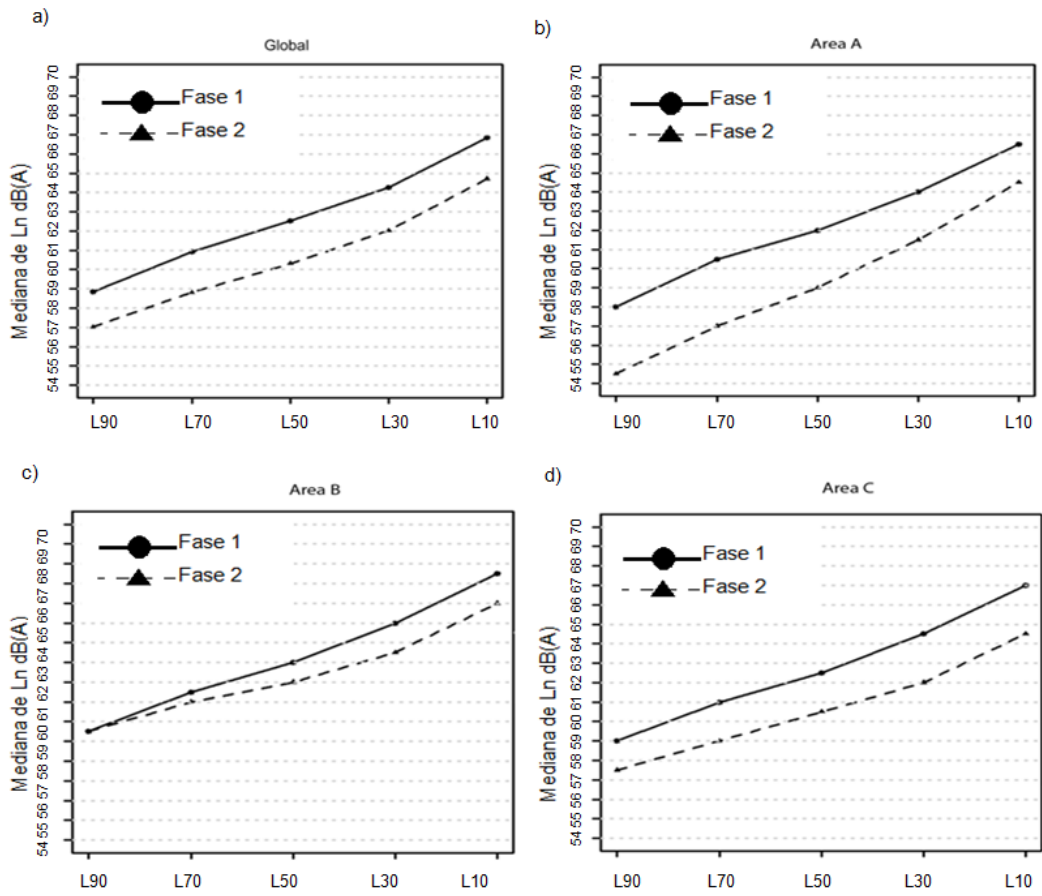 a)
Global
Fase 1
Fase 2
Mediana de Ln dB(A)
70
69
68
67
66
65
64
63
62
61
60
59
58
57
56
55
54
L90 L70 L50 L30 L10
b)
Area A
Fase 1
Fase 2
Mediana de Ln dB(A)
70
69
68
67
66
65
64
63
62
61
60
59
58
57
56
55
54
L90 L70 L50 L30 L10
c)
Area B
Fase 1
Fase 2
Mediana de Ln dB(A)
70
69
68
67
66
65
64
63
62
61
60
59
58
57
56
55
54
L90 L70 L50 L30 L10
d)
Area C
Fase 1
Fase 2
Mediana de Ln dB(A)
70
69
68
67
66
65
64
63
62
61
60
59
58
57
56
55
54
L90 L70 L50 L30 L10